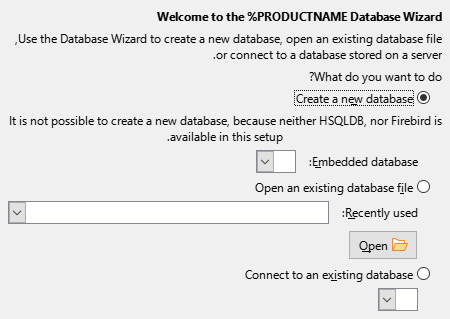 Welcome to the %PRODUCTNAME Database Wizard
Use the Database Wizard to create a new database, open an existing database file,
or connect to a database stored on a server.
What do you want to do?
Create a new database
It is not possible to create a new database, because neither HSQLDB, nor Firebird is
available in this setup.
Embedded database:
Open an existing database file
Recently used:
Open
Connect to an existing database